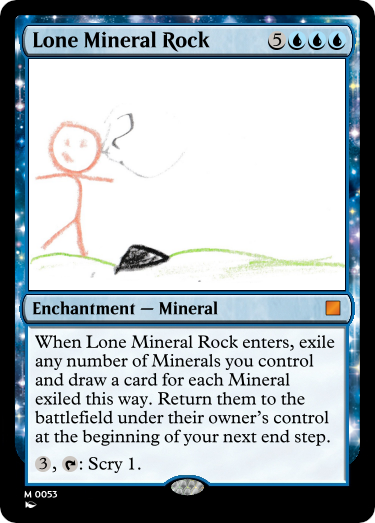 Lone Mineral Rock 5
Enchantment — Mineral
When Lone Mineral Rock enters, exile
any number of Minerals you control
and draw a card for each Mineral
exiled this way. Return them to the
battlefield under their owner's control
at the beginning of your next end step.
3, : Scry 1.
M 0053